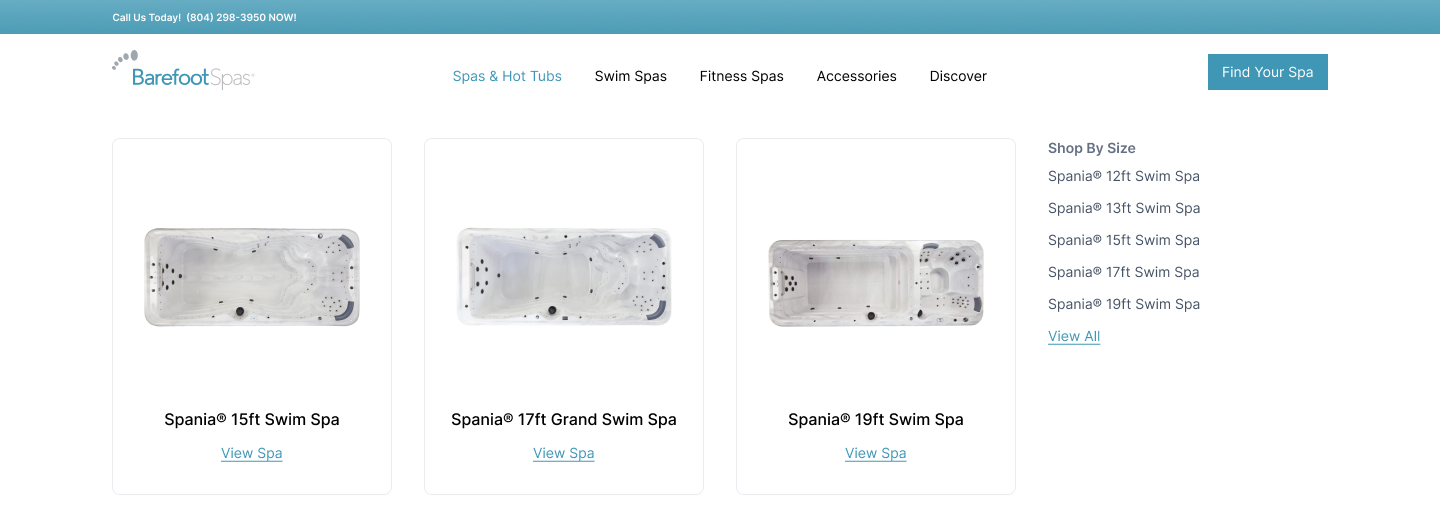 Call Us Today! (804) 298-3950 NOW!
BarefootSpas®
Spas & Hot Tubs
Swim Spas
Fitness Spas
Accessories
Discover
Find Your Spa
Spania® 15ft Swim Spa
View Spa
Spania® 17ft Grand Swim Spa
View Spa
Spania® 19ft Swim Spa
View Spa
Shop By Size
Spania® 12ft Swim Spa
Spania® 13ft Swim Spa
Spania® 15ft Swim Spa
Spania® 17ft Swim Spa
Spania® 19ft Swim Spa
View All